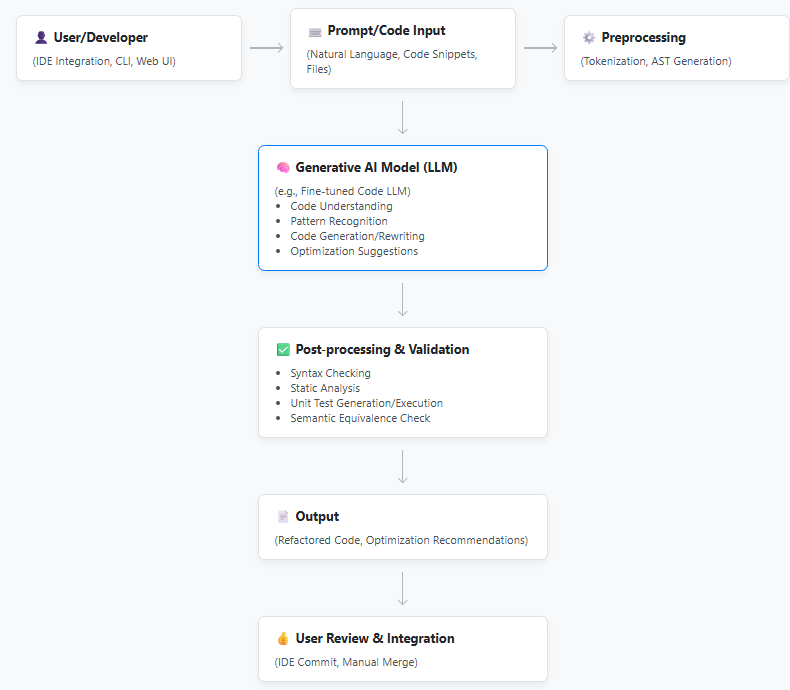 User/Developer
(IDE Integration, CLI, Web UI)
Prompt/Code Input
(Natural Language, Code Snippets,
Files)
Preprocessing
(Tokenization, AST Generation)
Generative AI Model (LLM)
(e.g., Fine-tuned Code LLM)
• Code Understanding
• Pattern Recognition
• Code Generation/Rewriting
• Optimization Suggestions
Post-processing & Validation
• Syntax Checking
• Static Analysis
• Unit Test Generation/Execution
• Semantic Equivalence Check
Output
(Refactored Code, Optimization Recommendations)
User Review & Integration
(IDE Commit, Manual Merge)